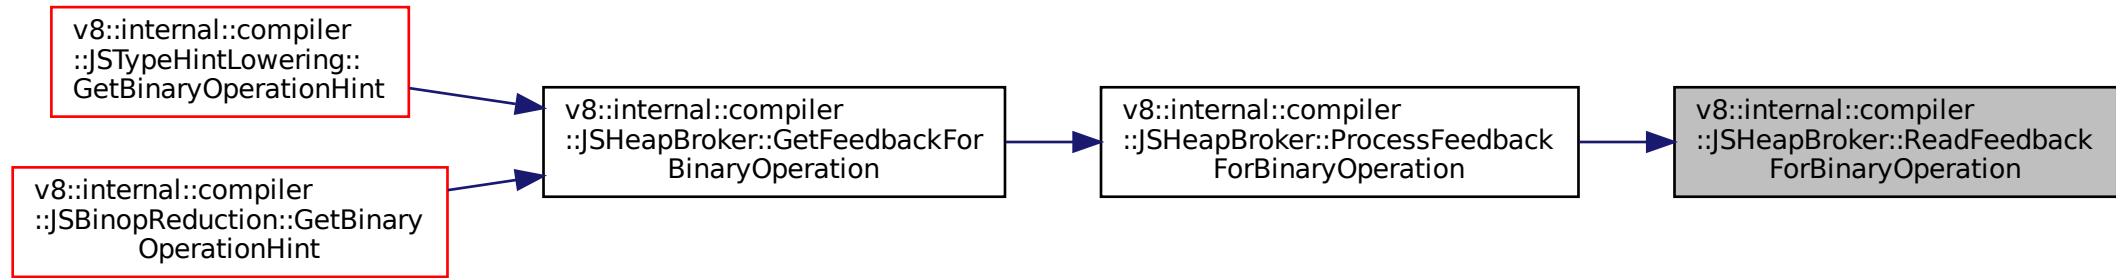 v8::internal::compiler
::JSTypeHintLowering::
GetBinaryOperationHint
v8::internal::compiler
::JSBinopReduction::GetBinary
OperationHint
v8::internal::compiler
::JSHeapBroker::GetFeedbackFor
BinaryOperation
v8::internal::compiler
::JSHeapBroker::ProcessFeedback
ForBinaryOperation
v8::internal::compiler
::JSHeapBroker::ReadFeedback
ForBinaryOperation